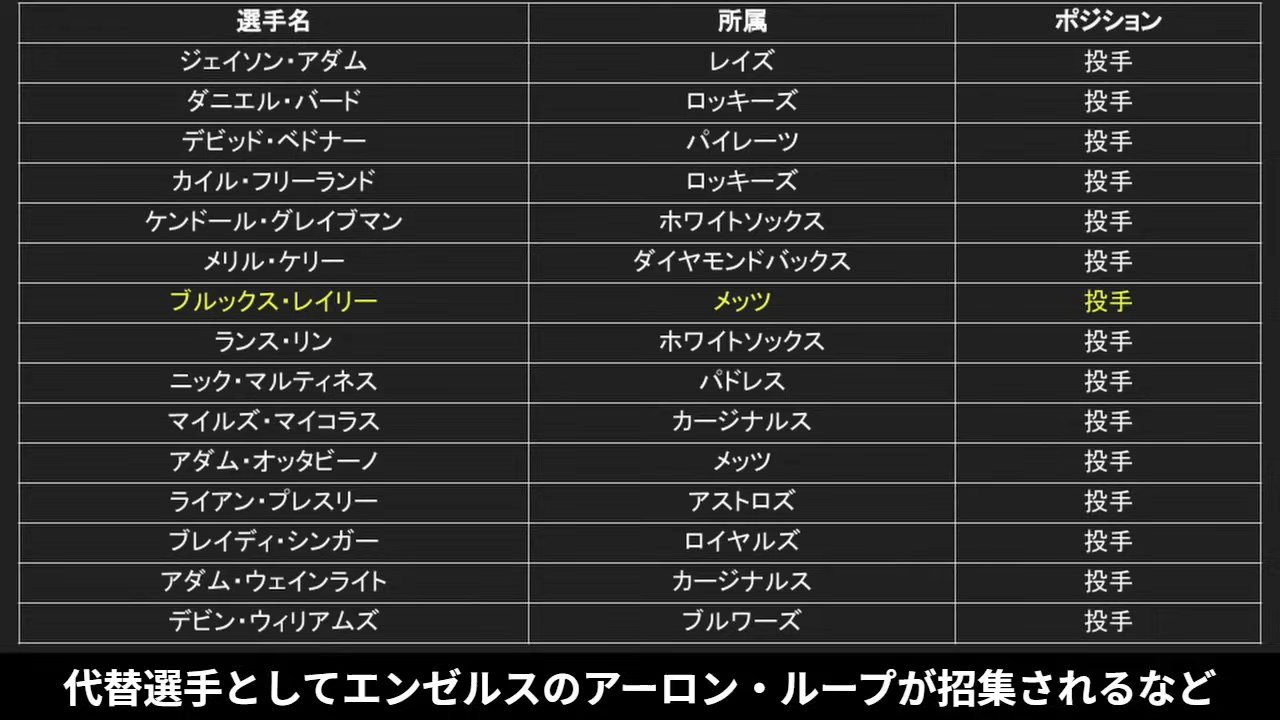 選手名 所属 ポジション
ジェイソン・アダム レイズ 投手
ダニエル・バード ロッキーズ 投手
デビッド・ベドナー パイレーツ 投手
カイル・フリーランド ロッキーズ 投手
ケンドール・グレイブマン ホワイトソックス 投手
メリル・ケリー ダイヤモンドバックス 投手
ブルックス・レイリー メッツ 投手
ランス・リン ホワイトソックス 投手
ニック・マルティネス パドレス 投手
マイルズ・マイコラス カージナルス 投手
アダム・オッタビーノ メッツ 投手
ライアン・プレスリー アストロズ 投手
ブレイディ・シンガー ロイヤルズ 投手
アダム・ウェインライト カージナルス 投手
デビン・ウィリアムズ ブルワーズ 投手
代替選手としてエンゼルスのアーロン・ループが招集されるなど